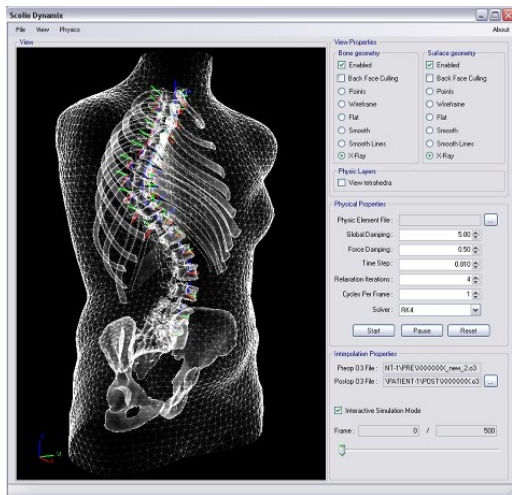 Scolio Dynamix
File View Physics About
View
View Properties
Bone geometry Surface geometry
Enabled Enabled
Back Face Culling Back Face Culling
Points Points
Wireframe Wireframe
Flat Flat
Smooth Smooth
Smooth Lines Smooth Lines
X-Ray X-Ray
Physic Layers
View tetrahedra
Physical Properties
Physic Element File : ...
Global Damping : 5.00
Force Damping : 0.50
Time Step : 0.010
Relaxation Iterations : 4
Cycles Per Frame : 1
Solver : RK4
Start Pause Reset
Interpolation Properties
Preop O3 File :
Postop O3 File : ...
Interactive Simulation Mode
Frame : 0 / 500